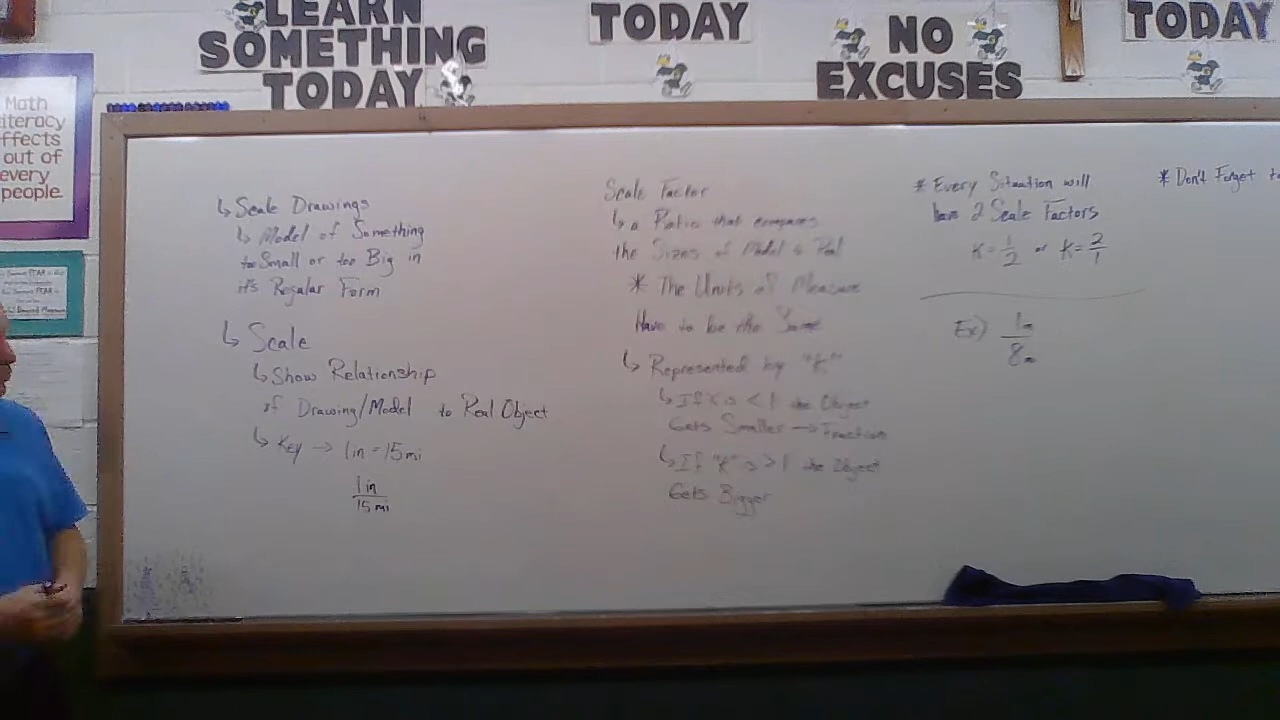 LEARN
SOMETHING
TODAY
TODAY
NO
EXCUSES
TODAY
Math
iteracy
ffects
out of
every
people.
↳ Scale Drawings
↳ Model of Something
too Small or too Big in
it's Regular Form
↳ Scale
↳ Show Relationship
of Drawing/Model to Real Object
↳ Key → 1in = 15mi
1in
15mi
Scale Factor
↳ a Ratio that compares
the Sizes of Model & Real
* The Units of Measure
Have to be the Same
↳ Represented by "K"
↳ If K is < 1 the Object
Gets Smaller → Fraction
↳ If "K" is > 1 the Object
Gets Bigger
* Every Situation will
have 2 Scale Factors
K = 1/2 or K = 2/1
Ex) 1
8
* Don't Forget to